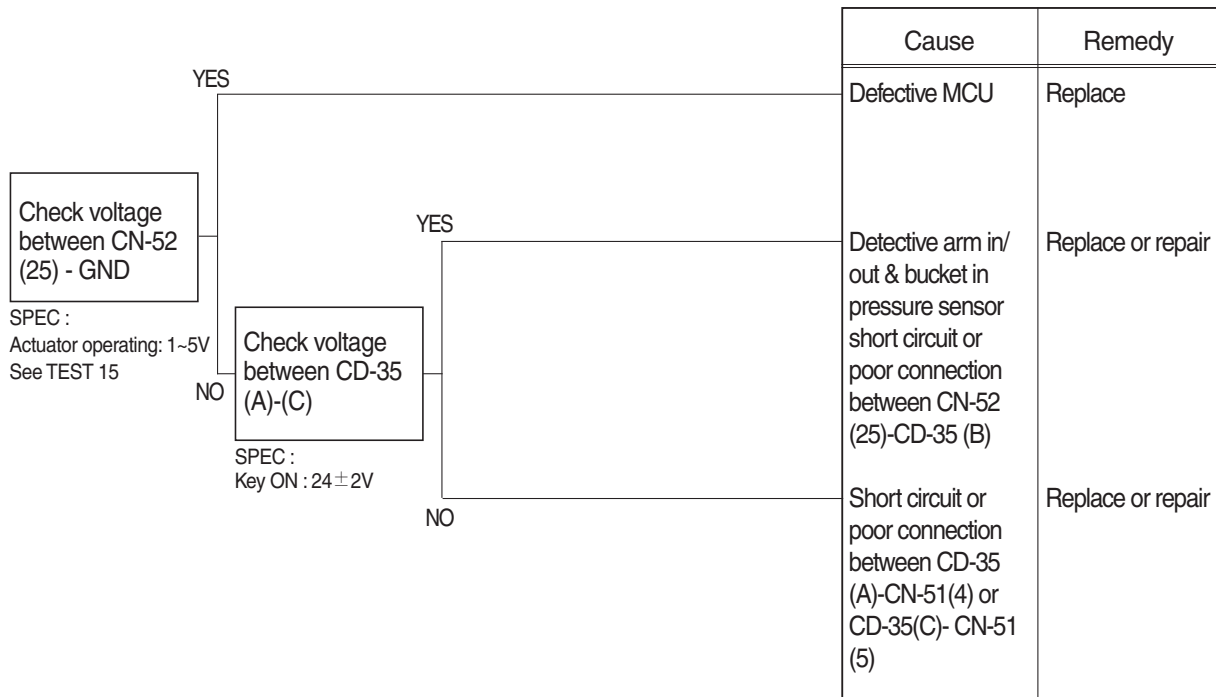 Cause
Remedy
YES
Defective MCU
Replace
Check voltage
between CN-52
(25) - GND
SPEC :
Actuator operating: 1~5V
See TEST 15
YES
Detective arm in/
out & bucket in
pressure sensor
short circuit or
poor connection
between CN-52
(25)-CD-35 (B)
Replace or repair
NO
Check voltage
between CD-35
(A)-(C)
SPEC :
Key ON : 24±2V
NO
Short circuit or
poor connection
between CD-35
(A)-CN-51(4) or
CD-35(C)- CN-51
(5)
Replace or repair